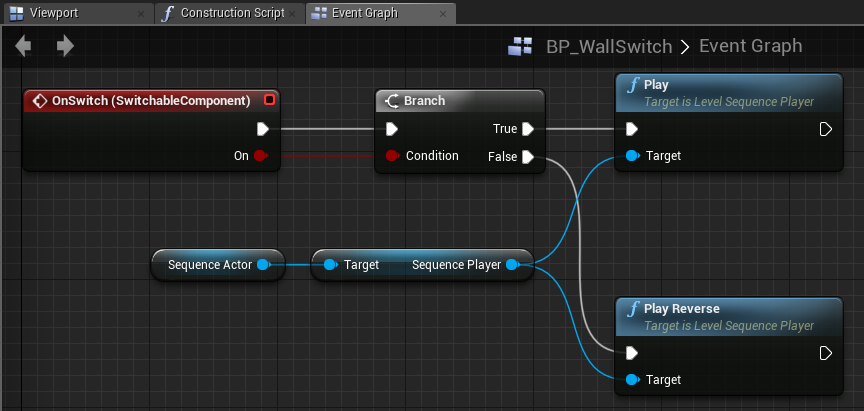 Viewport
Construction Script
Event Graph
BP_WallSwitch > Event Graph
OnSwitch (SwitchableComponent)
On
Branch
True
Condition
False
Play
Target is Level Sequence Player
Target
Sequence Actor
Target
Sequence Player
Play Reverse
Target is Level Sequence Player
Target